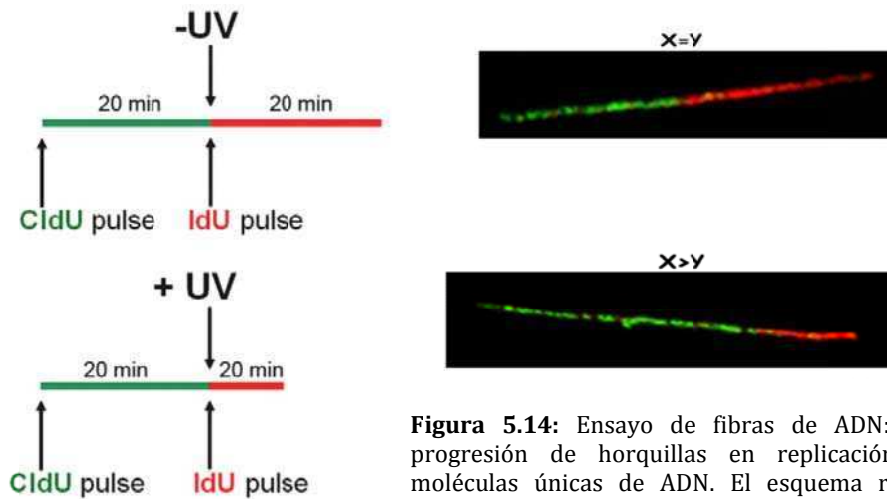 -UV
20 min 20 min
CldU pulse IdU pulse
X=Y
+ UV
20 min 20 min
CldU pulse IdU pulse
X>Y
Figura 5.14: Ensayo de fibras de ADN:
progresión de horquillas en replicación
moléculas únicas de ADN. El esquema